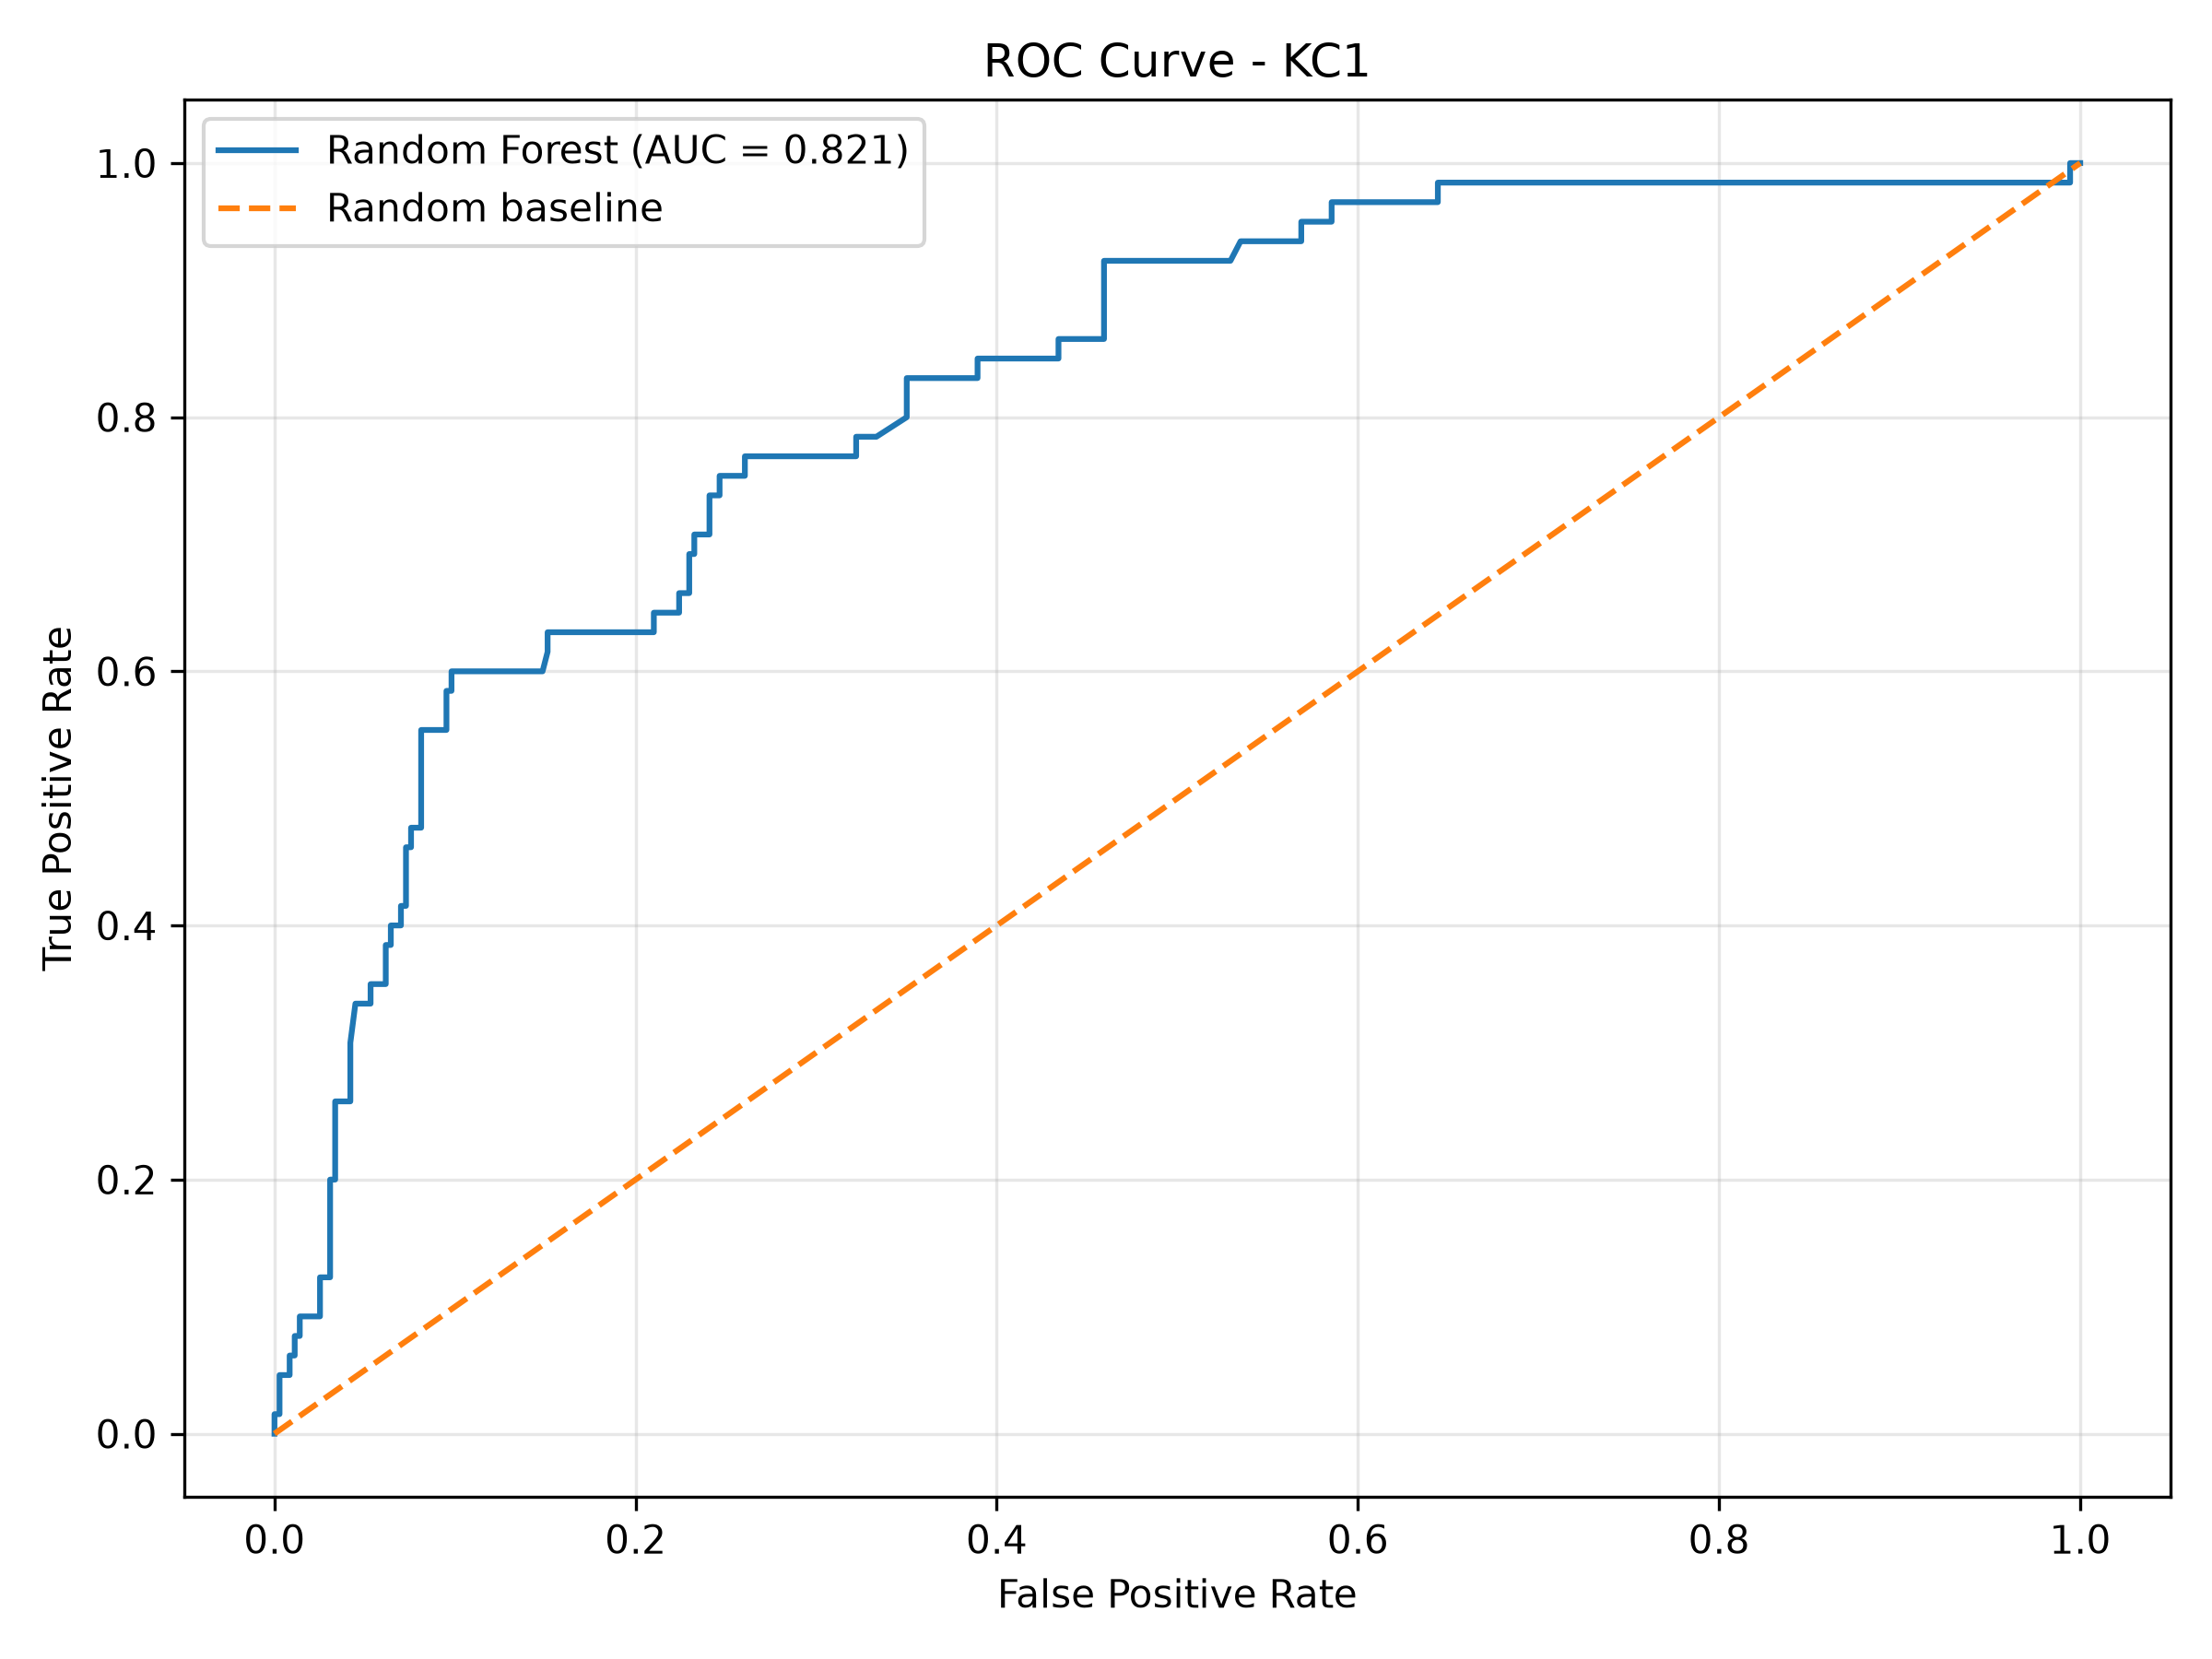 ROC Curve - KC1
Random Forest (AUC = 0.821)
Random baseline
True Positive Rate
1.0
0.8
0.6
0.4
0.2
0.0
0.0 0.2 0.4 0.6 0.8 1.0
False Positive Rate